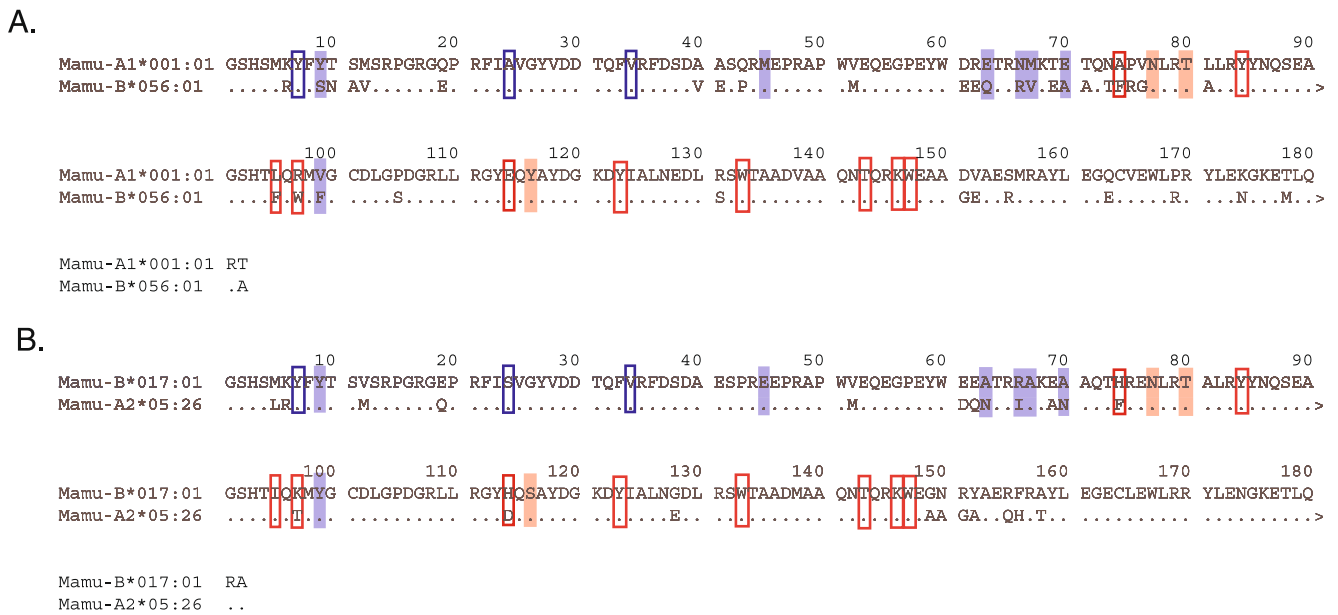 A.
10 20 30 40 50 60 70 80 90
Mamu-A1*001:01 GSHSMKYFYT SMSRPGRGQP RFIAVGYVDD TQFVRFDSDA ASQRMEPRAP WVEQEGPEYW DRETRNMKTE TQNAPVNLRT LLRYYNQSEA
Mamu-B*056:01 .....R..SN AV.....E.. .......... .........V E.P....... .M........ EEQ..RV.EA A.TFRG.... A......... >
100 110 120 130 140 150 160 170 180
Mamu-A1*001:01 GSHTLQRMVG CDLGPDGRLL RGYEQYAYDG KDYIALNEDL RSWTAADVAA QNTQRKWEAA DVAESMRAYL EGQCVEWLPR YLEKGKETLQ
Mamu-B*056:01 ....F.W.F. .....S.... .......... .......... S......... .......... GE...R.... ..E.....R. ...N...M.. >
Mamu-A1*001:01 RT
Mamu-B*056:01 .A
B.
10 20 30 40 50 60 70 80 90
Mamu-B*017:01 GSHSMKYFYT SVSRPGRGEP RFISVGYVDD TQFVRFDSDA ESPREEPRAP WVEQEGPEYW EEATRRAKEA AQTHRENLRT ALRYYNQSEA
Mamu-A2*05:26 ....LR.... .M......Q. .......... .......... .......... .M........ DQN..I..AN ...F...... .......... >
100 110 120 130 140 150 160 170 180
Mamu-B*017:01 GSHTIQKMYG CDLGPDGRLL RGYHQSAYDG KDYIALNGDL RSWTAADMAA QNTQRKWEGN RYAERFRAYL EGECLEWLRR YLENGKETLQ
Mamu-A2*05:26 ......I... .......... ...D...... .......E.. .......... ........AA GA..QH.T.. .......... .......... >
Mamu-B*017:01 RA
Mamu-A2*05:26 ..